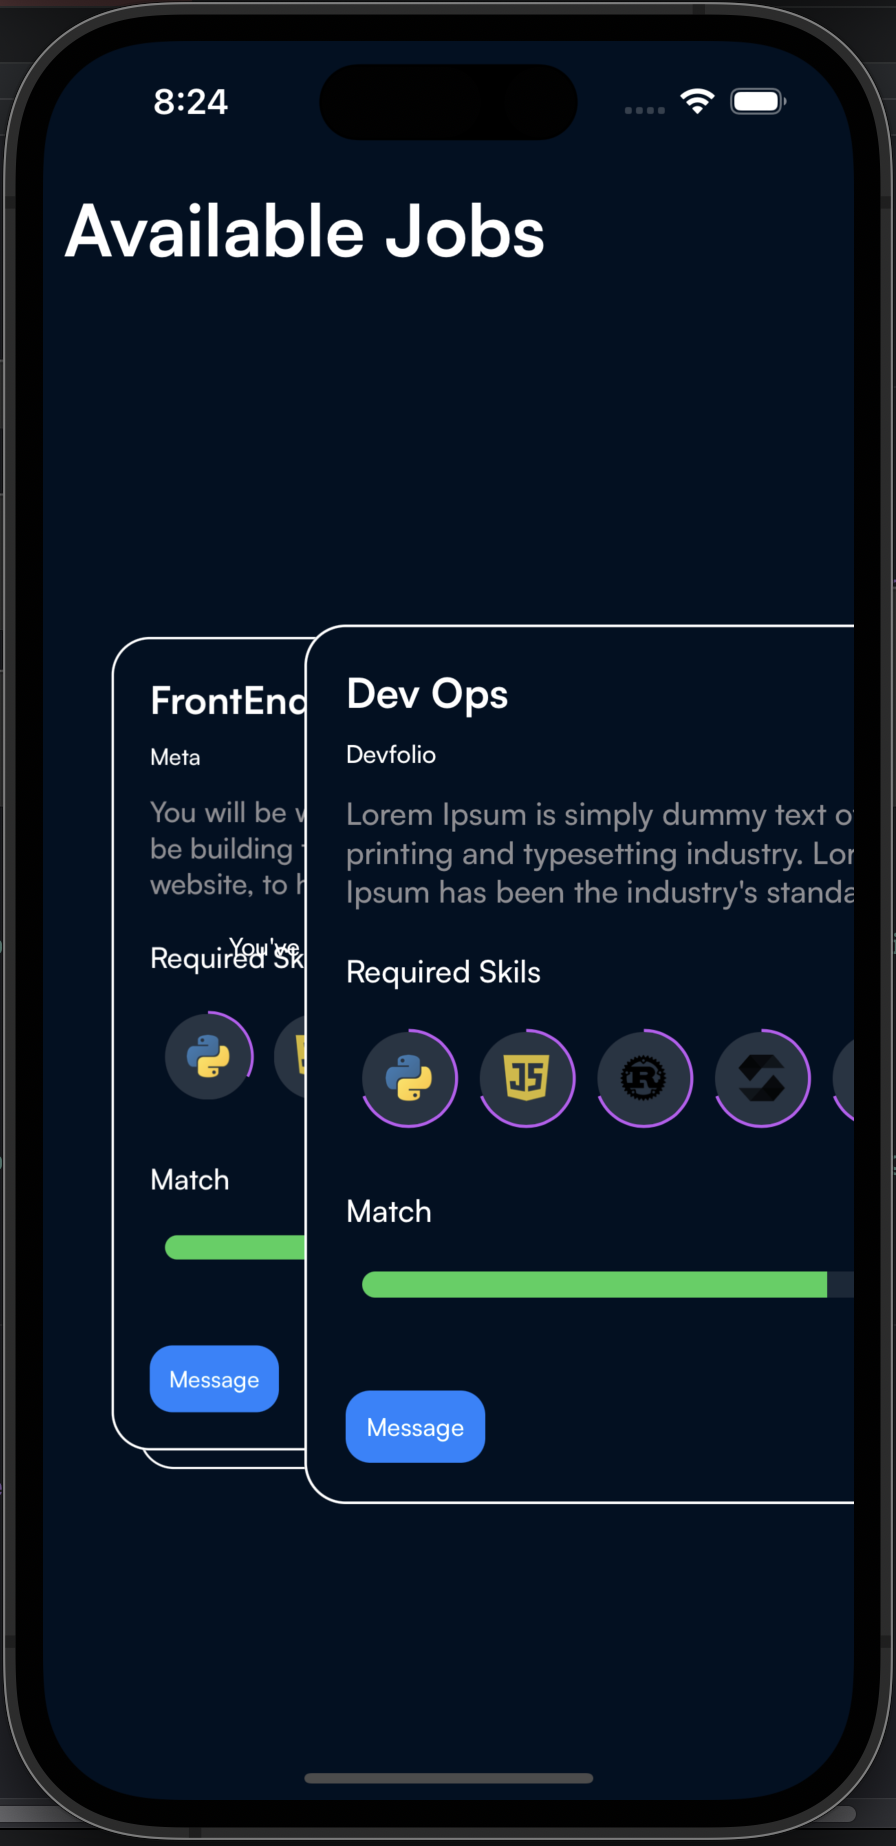 8:24
Available Jobs
FrontEnd
Meta
You will be
be building
website, to
You've
Required Sk
Match
Message
Dev Ops
Devfolio
Lorem Ipsum is simply dummy text o
printing and typesetting industry. Lor
Ipsum has been the industry's standa
Required Skils
JS
R
Match
Message